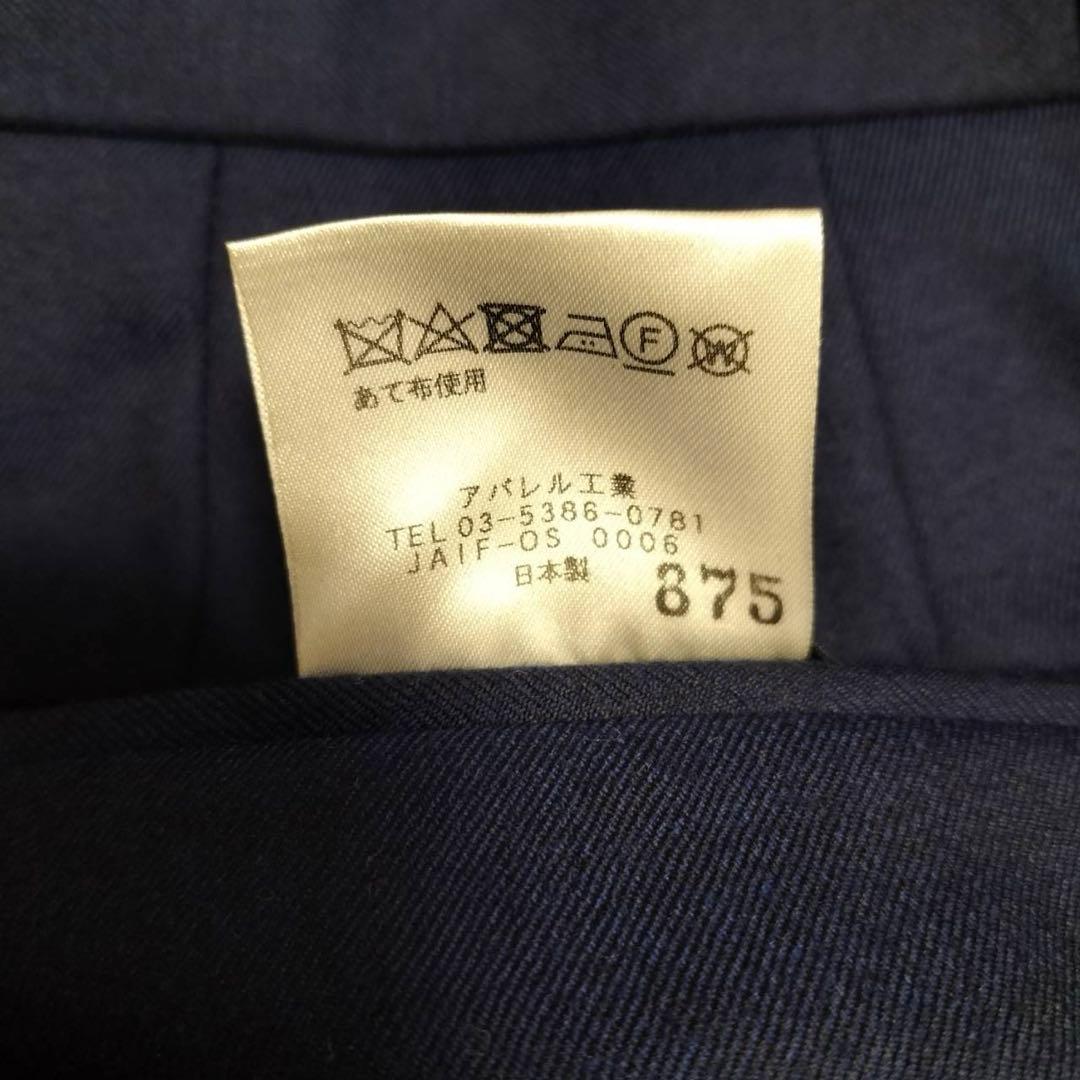 F W
あて布使用
アパレル工業
TEL 03-5386-0781
JAIF-OS 0006
日本製
875